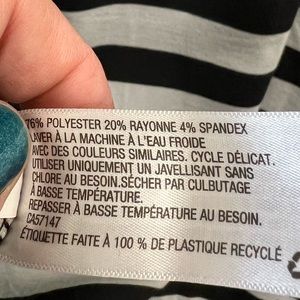 76% POLYESTER 20% RAYONNE 4% SPANDEX
LAVER À LA MACHINE À L'EAU FROIDE
AVEC DES COULEURS SIMILAIRES. CYCLE DÉLICAT.
UTILISER UNIQUEMENT UN JAVELLISANT SANS
CHLORE AU BESOIN.SÉCHER PAR CULBUTAGE
À BASSE TEMPÉRATURE.
REPASSER À BASSE TEMPÉRATURE AU BESOIN.
CA57147
ÉTIQUETTE FAITE À 100 % DE PLASTIQUE RECYCLÉ